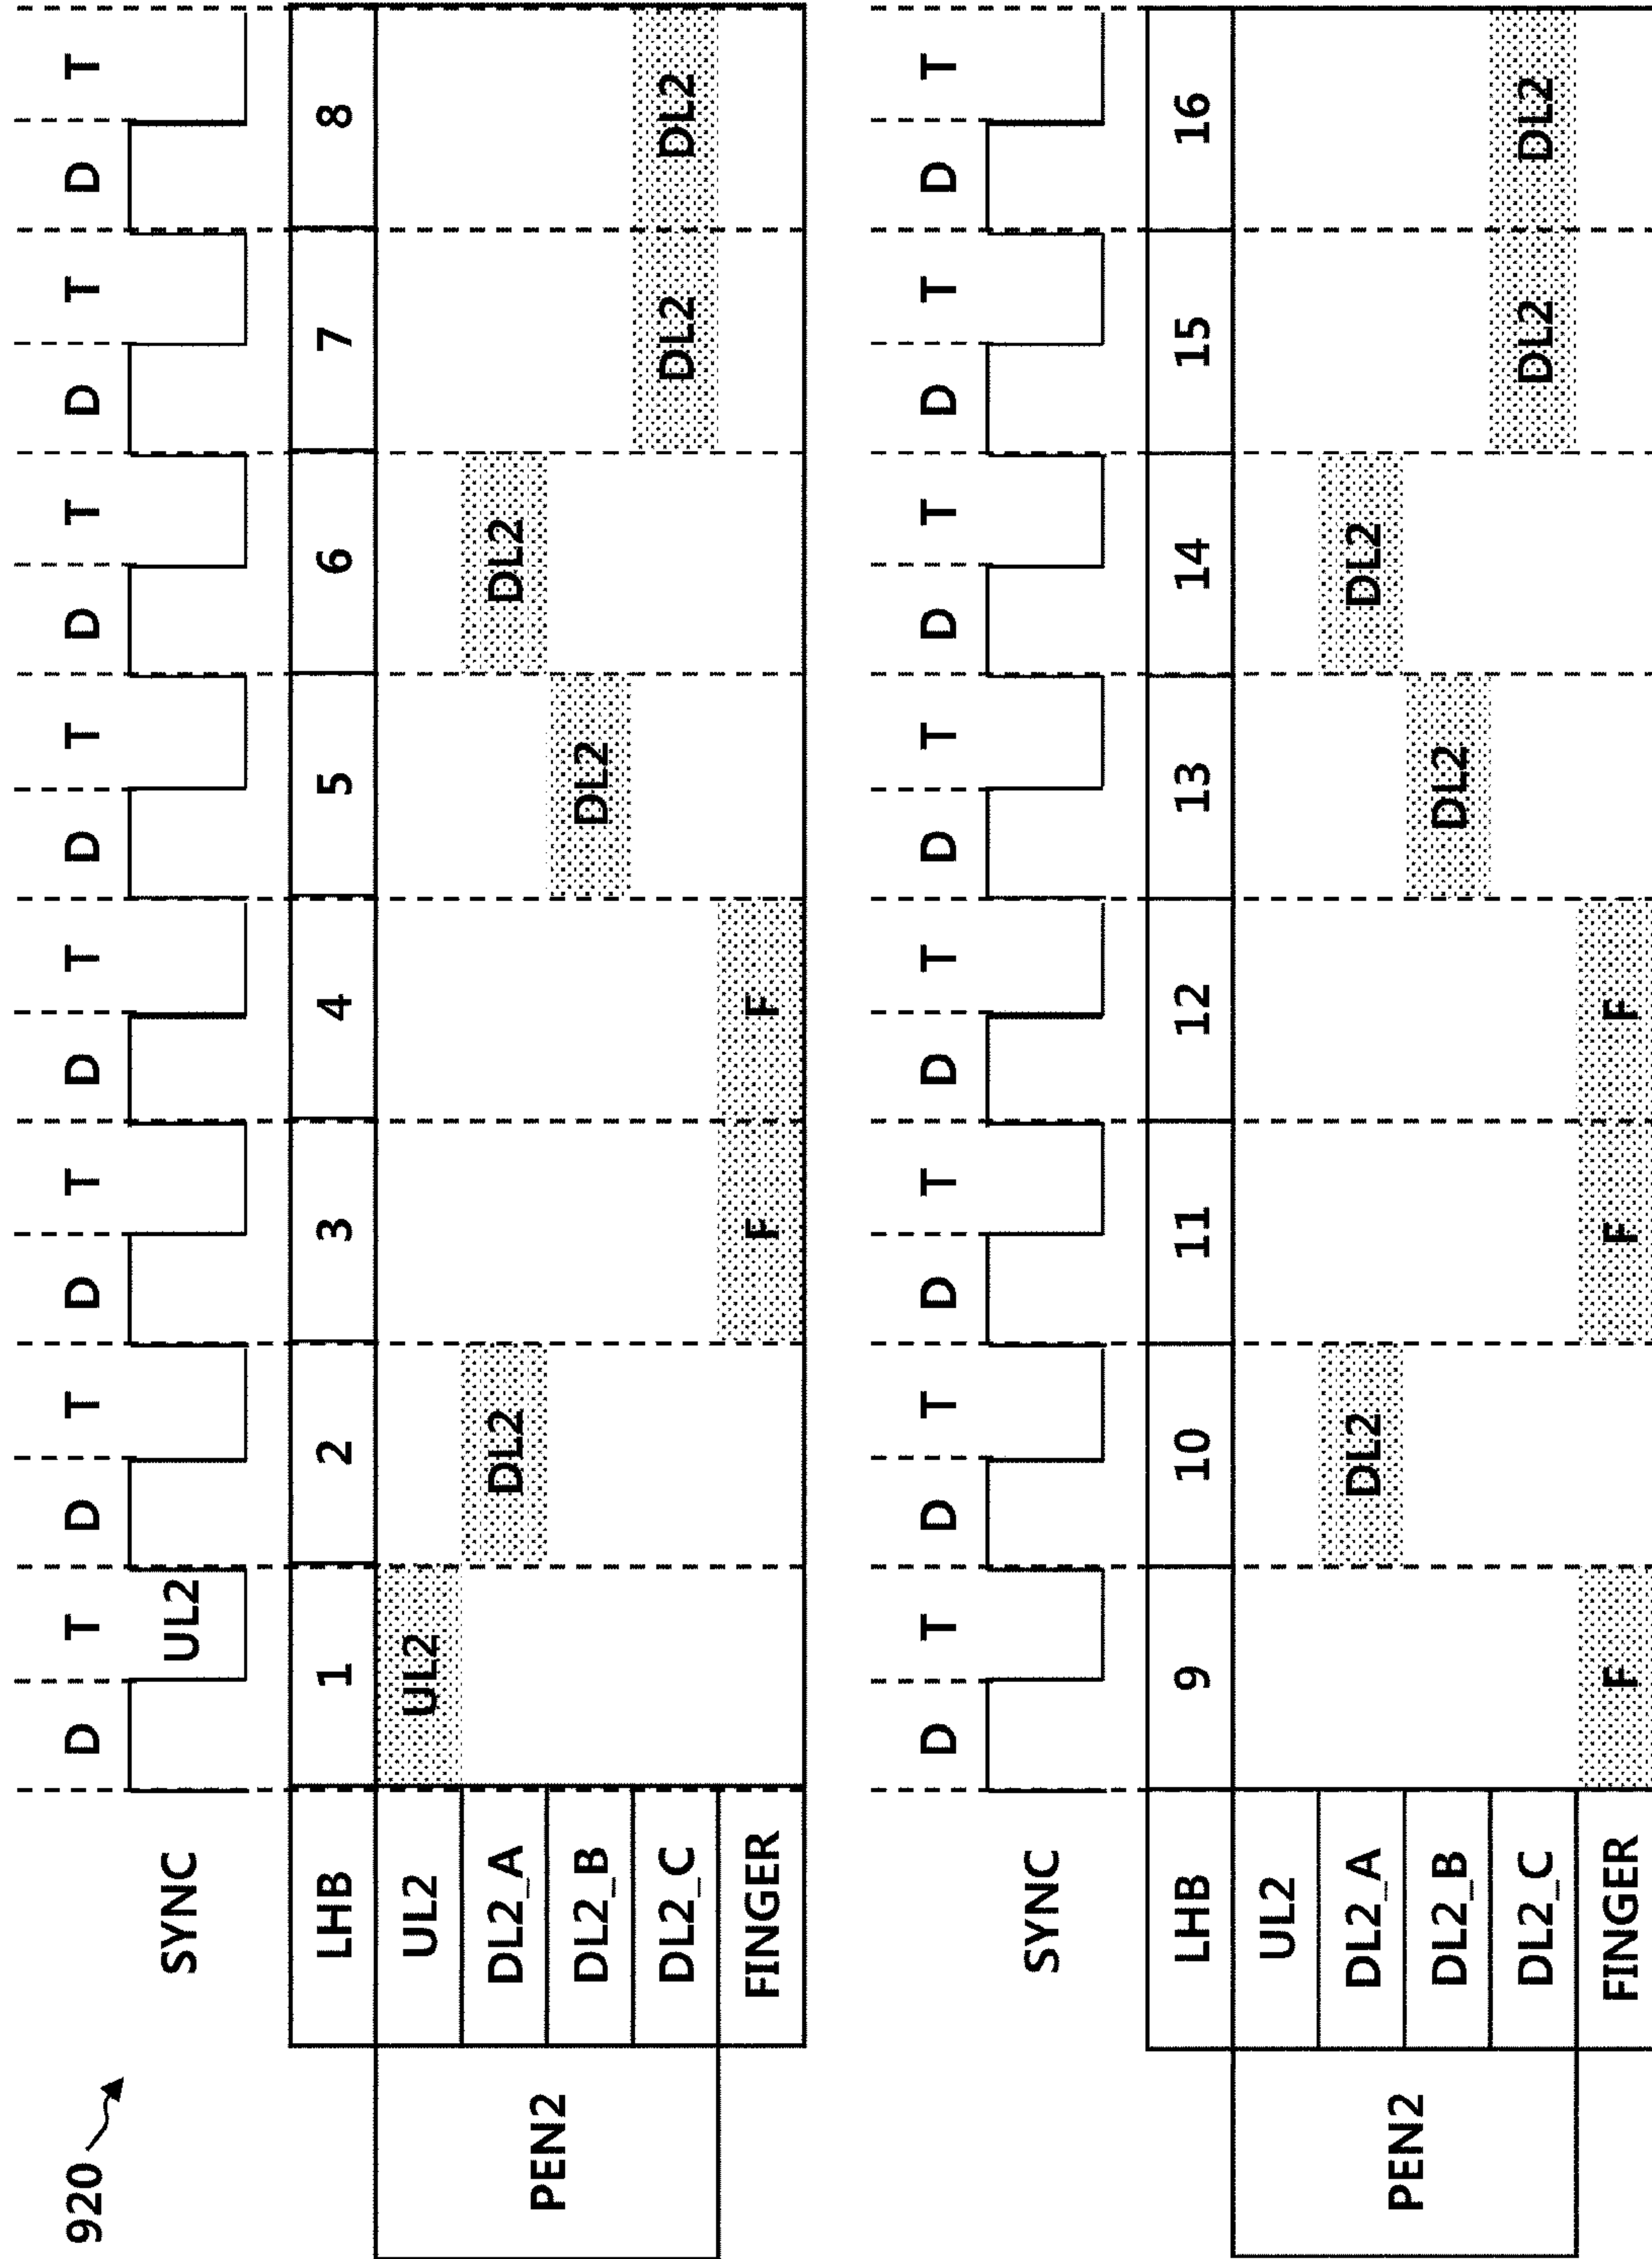 920
D T D T D T D T D T D T D T D T
SYNC UL2
LHB 1 2 3 4 5 6 7 8
PEN2
UL2 UL2
DL2_A DL2 DL2
DL2_B DL2
DL2_C DL2 DL2
FINGER F F
D T D T D T D T D T D T D T D T
SYNC
LHB 9 10 11 12 13 14 15 16
PEN2
UL2
DL2_A DL2 DL2
DL2_B DL2
DL2_C DL2 DL2
FINGER F F F